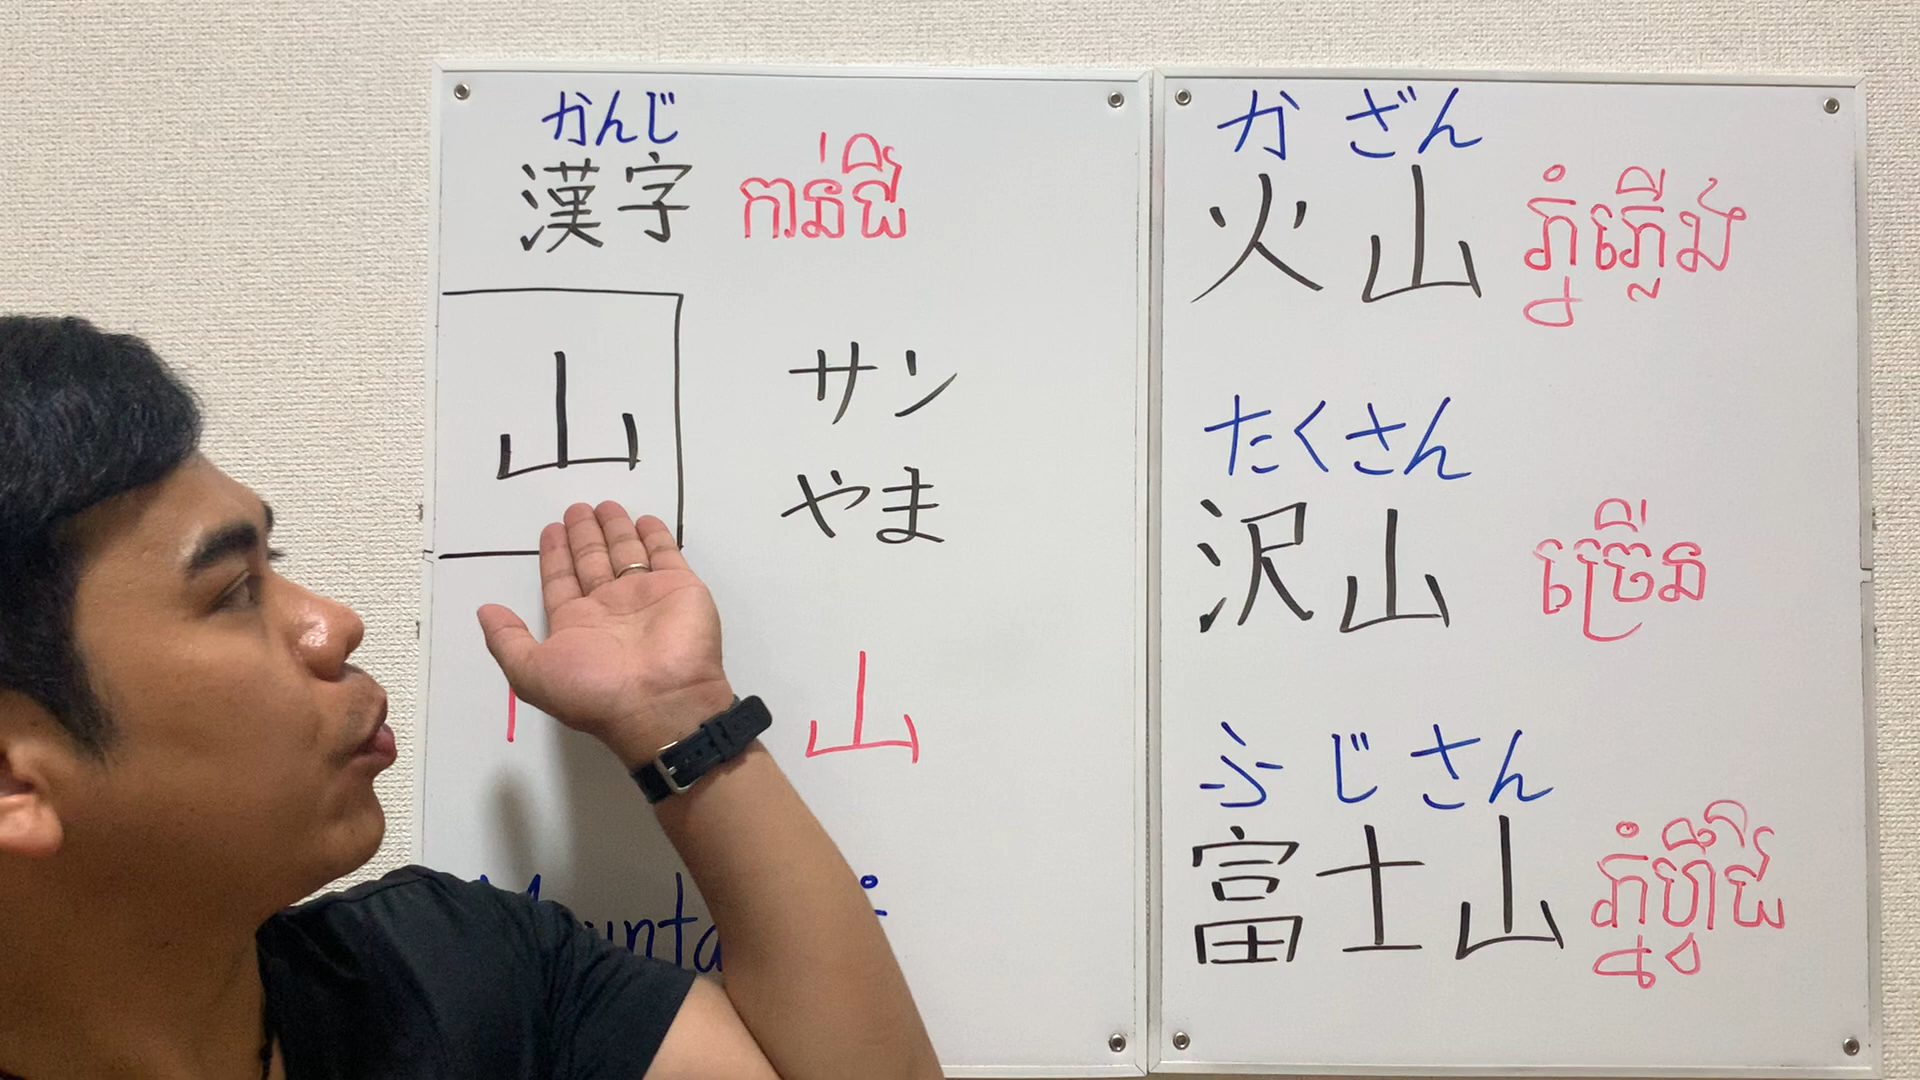 かんじ
漢字 កាន់ជិ
山
サン
やま
山
かざん
火山 ភ្នំភ្លើង
たくさん
沢山 ច្រើន
ふじさん
富士山 ភ្នំហ្វ៊ូជី